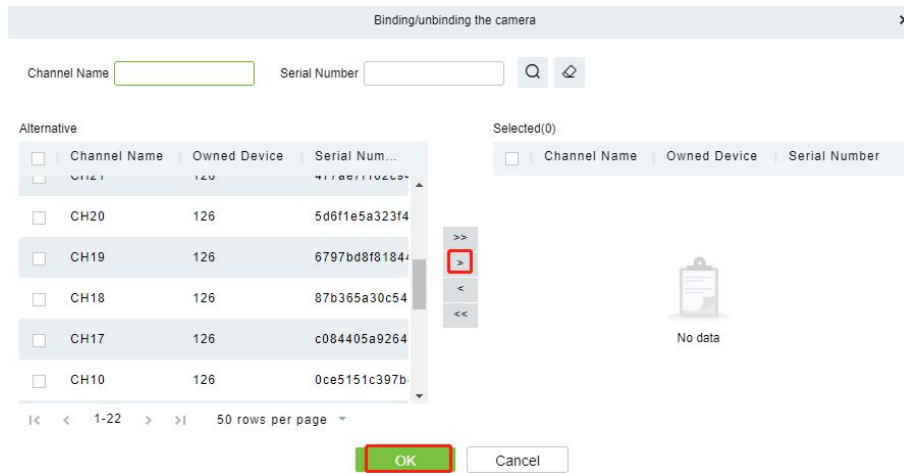 Binding/unbinding the camera
Channel Name Serial Number
Alternative
Selected(0)
Channel Name Owned Device Serial Num...
Channel Name Owned Device Serial Number
CH21 126
CH20 126 5d6f1e5a323f4
CH19 126 6797bd8f8184
CH18 126 87b365a30c54
CH17 126 c084405a9264
CH10 126 0ce5151c397b
>>
>
<
<<
No data
1-22 50 rows per page
OK Cancel